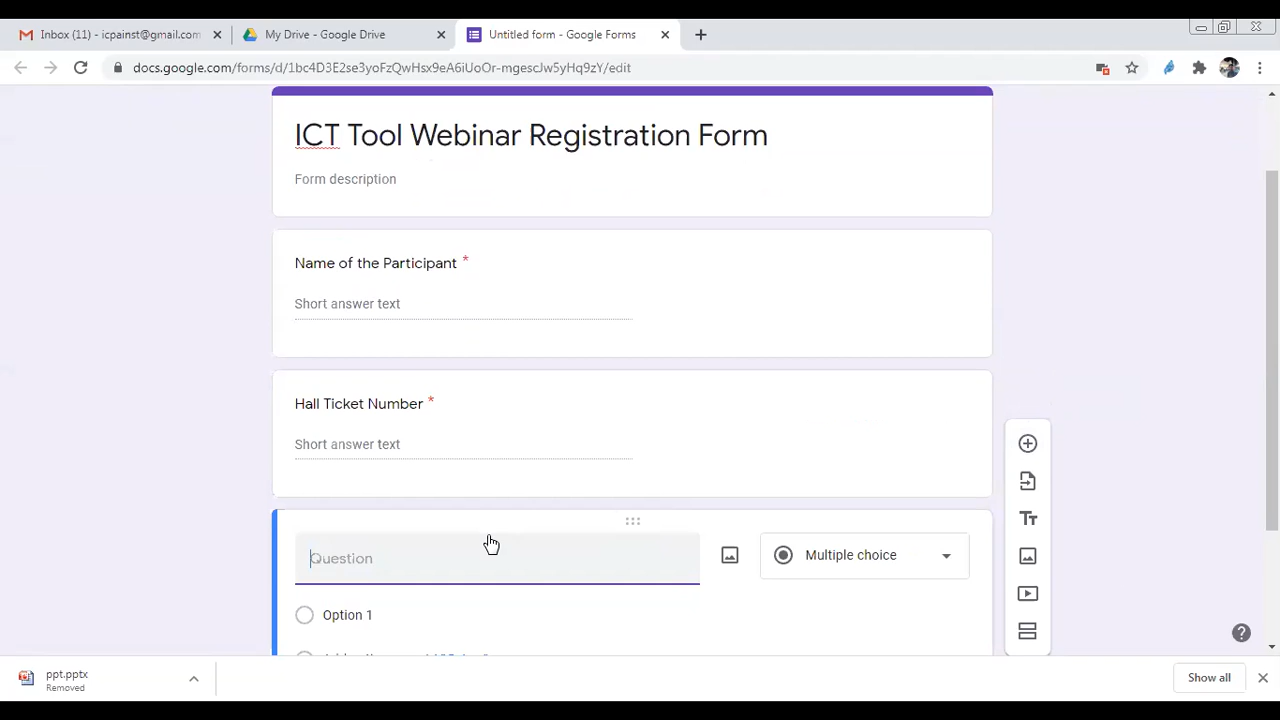 Inbox (11) - icpainst@gmail.com
My Drive - Google Drive
Untitled form - Google Forms
docs.google.com/forms/d/1bc4D3E2se3yoFzQwHsx9eA6iUoOr-mgescJw5yHq9zY/edit
ICT Tool Webinar Registration Form
Form description
Name of the Participant *
Short answer text
Hall Ticket Number *
Short answer text
Question
Multiple choice
Option 1
ppt.pptx
Removed
Show all